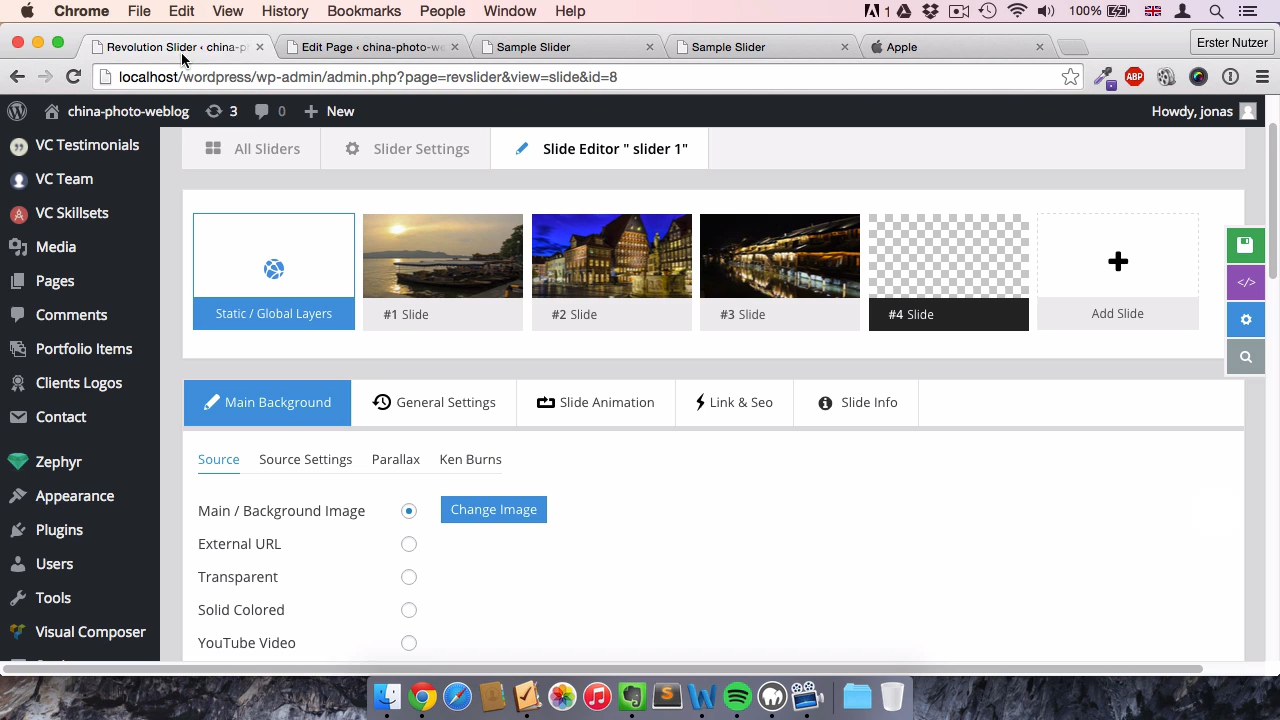 Chrome File Edit View History Bookmarks People Window Help 1 100%
Revolution Slider ‹ china-p Edit Page ‹ china-photo-we Sample Slider Sample Slider Apple Erster Nutzer
localhost/wordpress/wp-admin/admin.php?page=revslider&view=slide&id=8 ABP
china-photo-weblog 3 0 New Howdy, jonas
VC Testimonials
VC Team
VC Skillsets
Media
Pages
Comments
Portfolio Items
Clients Logos
Contact
Zephyr
Appearance
Plugins
Users
Tools
Visual Composer
All Sliders Slider Settings Slide Editor " slider 1"
Static / Global Layers #1 Slide #2 Slide #3 Slide #4 Slide Add Slide
Main Background General Settings Slide Animation Link & Seo Slide Info
Source Source Settings Parallax Ken Burns
Main / Background Image Change Image
External URL
Transparent
Solid Colored
YouTube Video